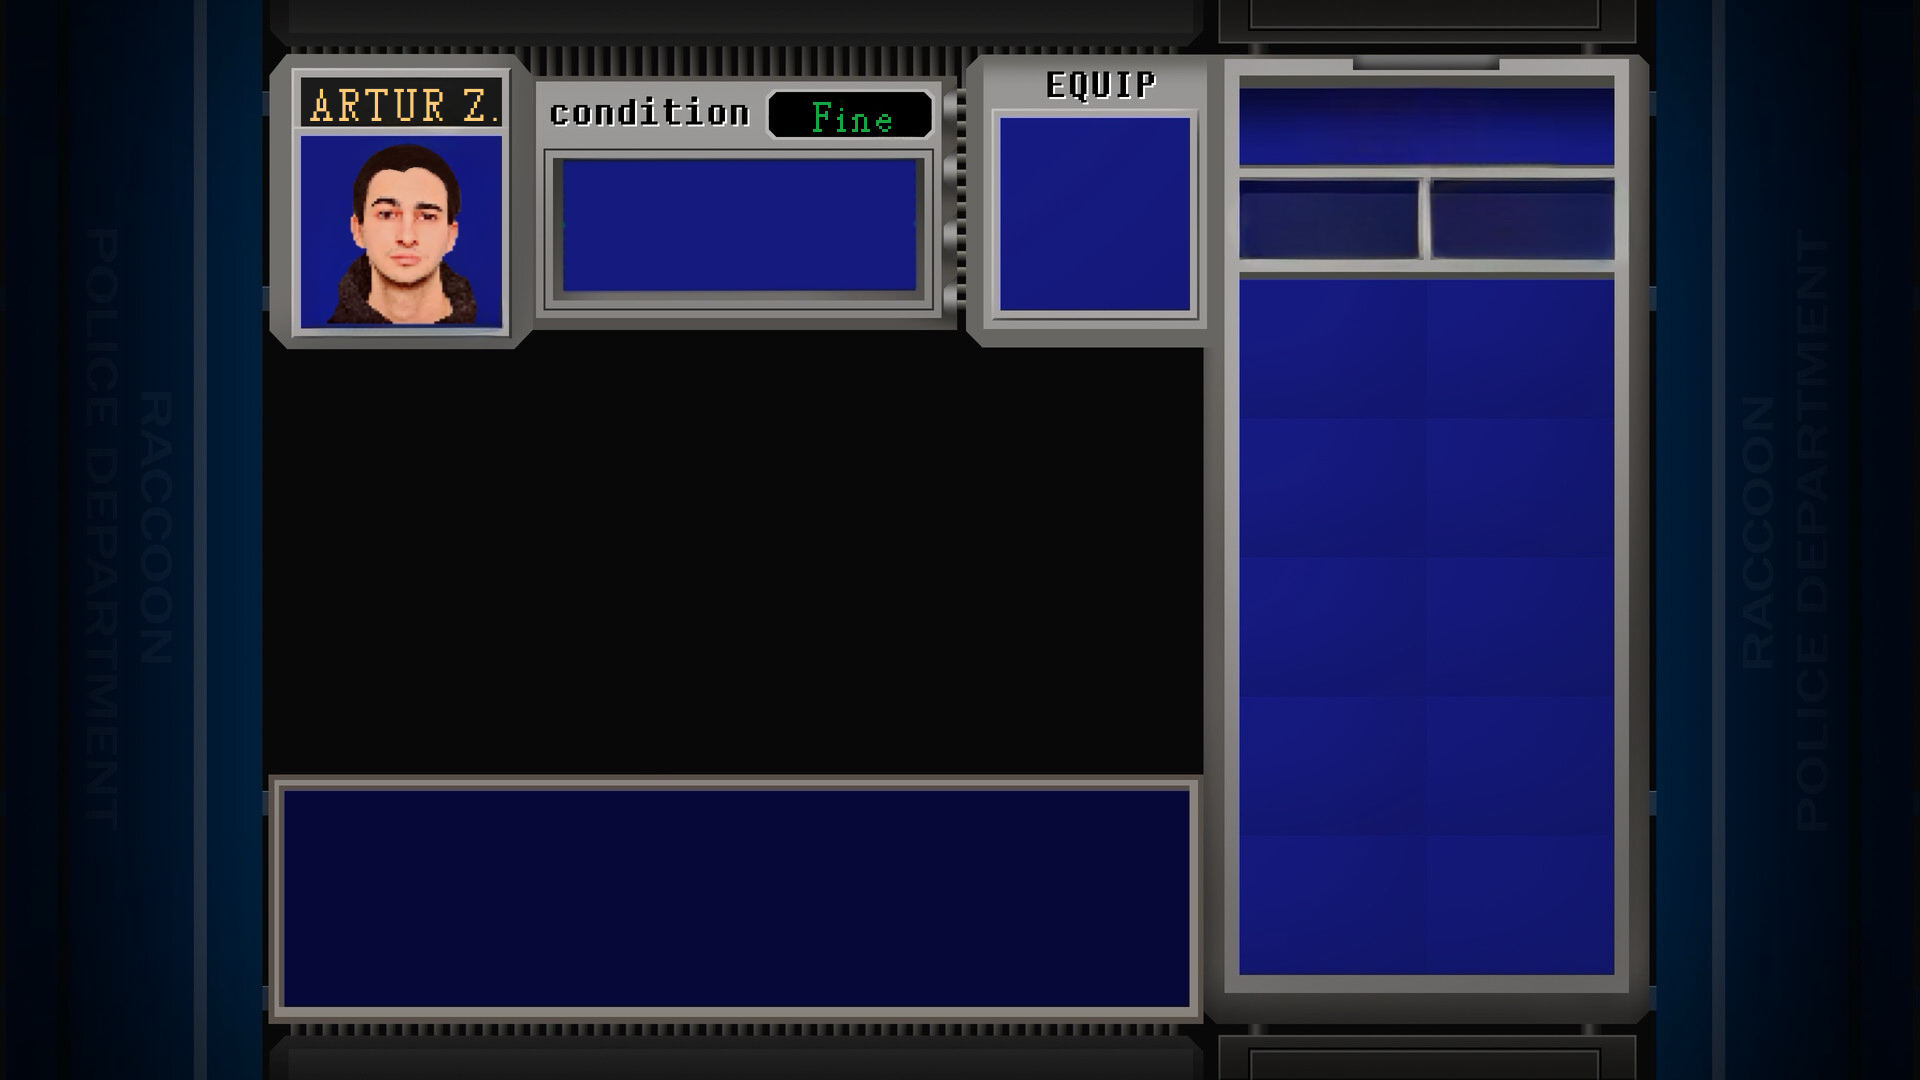 ARTUR Z.
condition
Fine
EQUIP
RACCOON
POLICE DEPARTMENT
RACCOON
POLICE DEPARTMENT